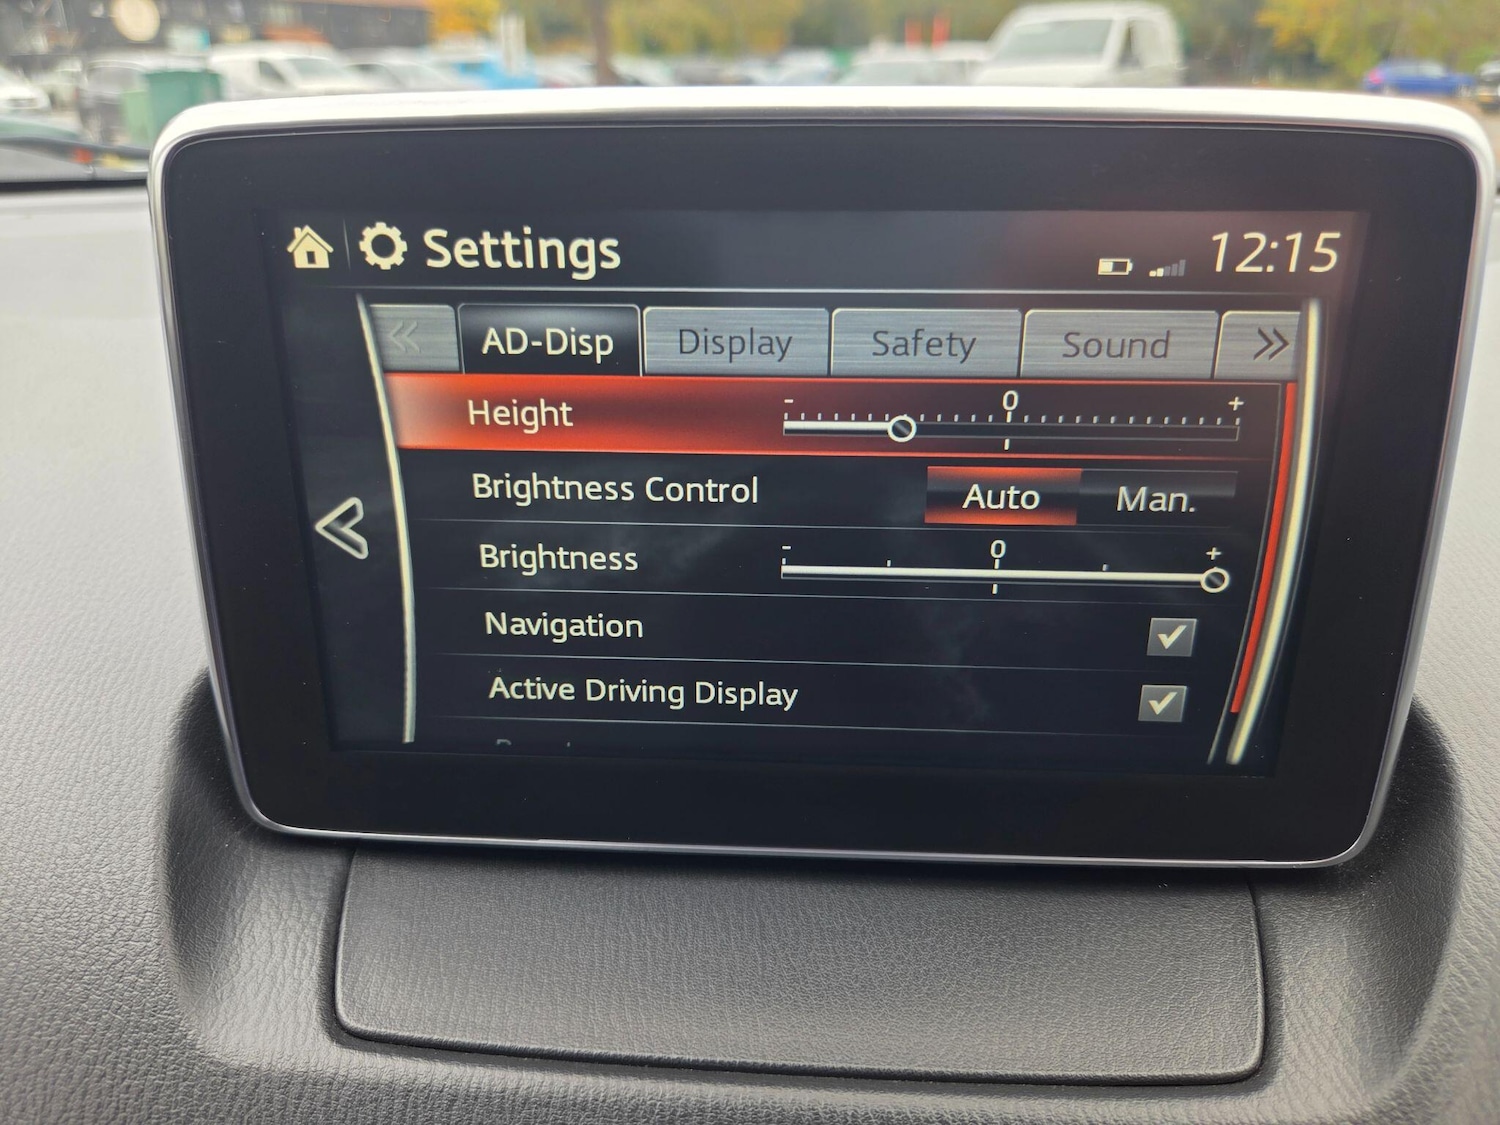 Settings 12:15
« AD-Disp Display Safety Sound »
Height - 0 +
Brightness Control Auto Man.
Brightness - 0 +
Navigation
Active Driving Display